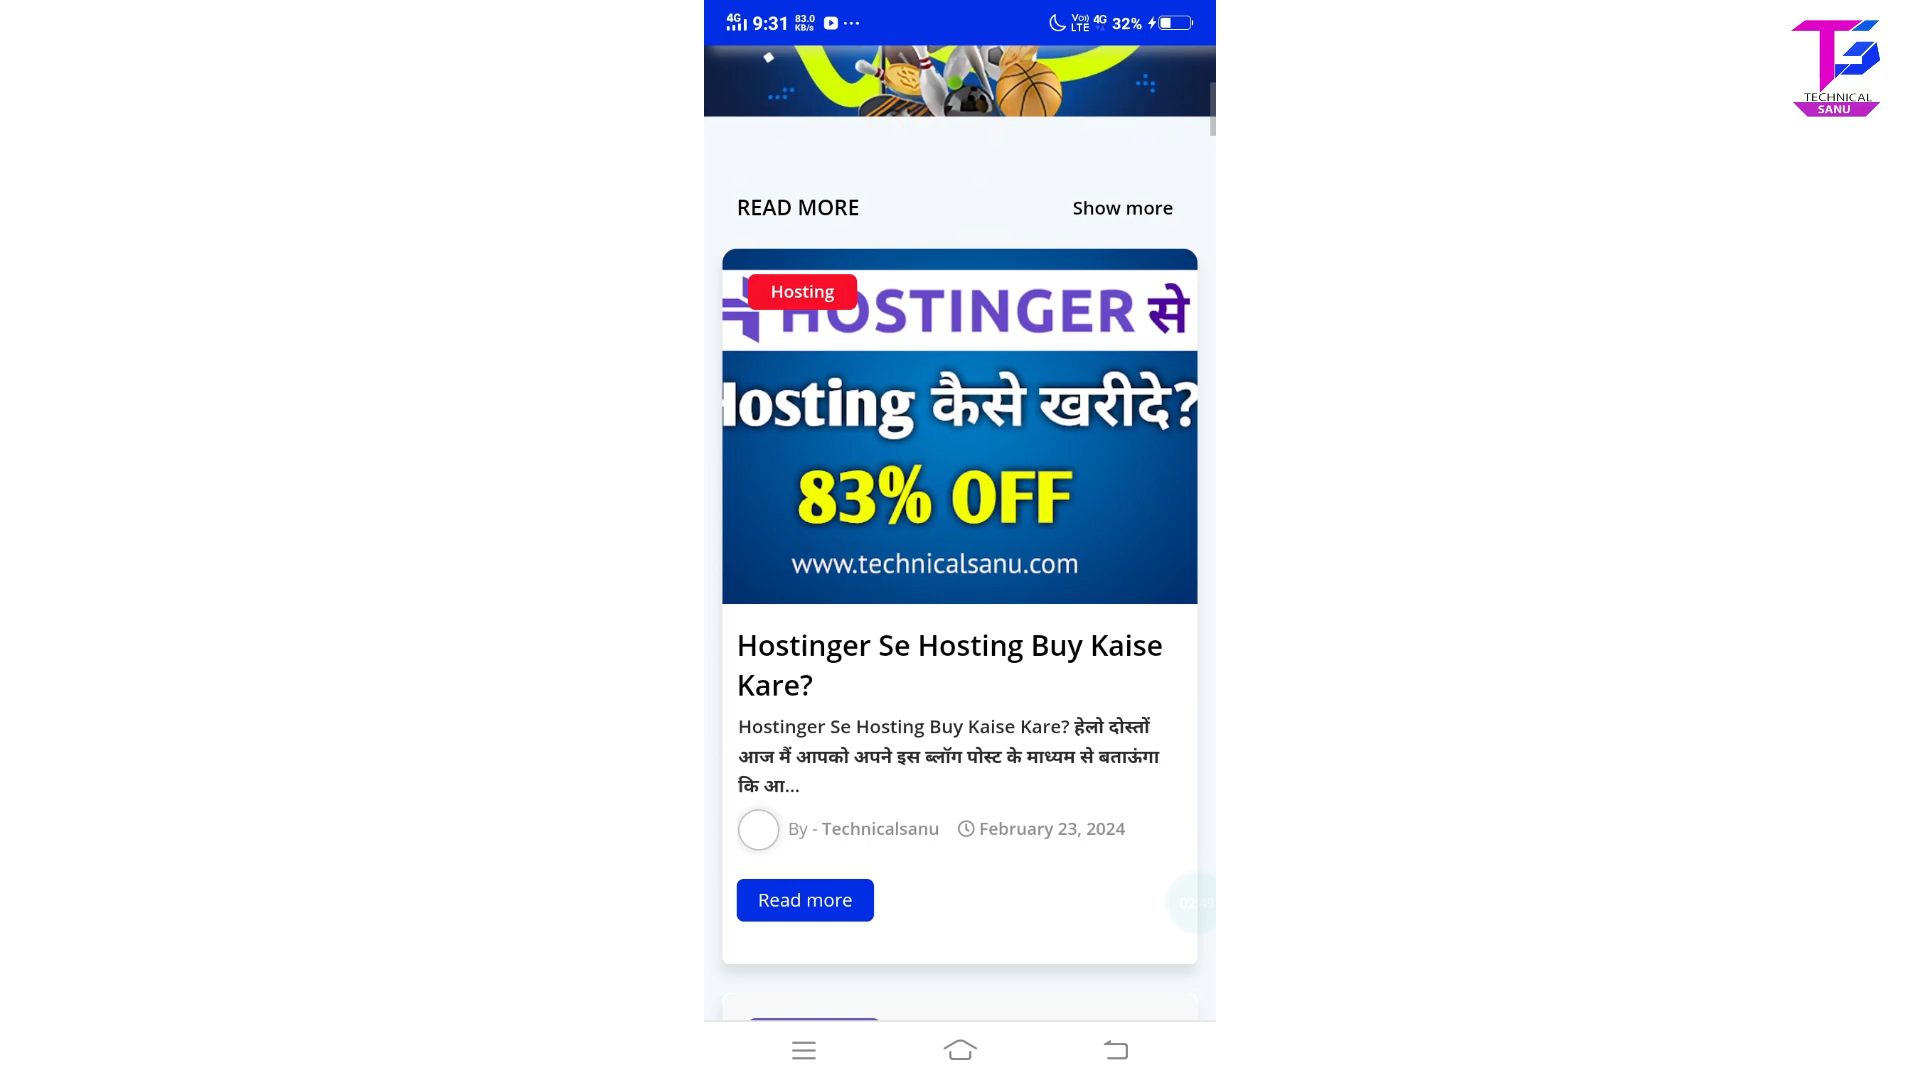 4G 9:31 83.0 KB/s ... VoLTE 4G 32%
TECHNICAL
SANU
READ MORE Show more
Hosting
HOSTINGER से
Hosting कैसे खरीदे?
83% OFF
www.technicalsanu.com
Hostinger Se Hosting Buy Kaise
Kare?
Hostinger Se Hosting Buy Kaise Kare? हेलो दोस्तों
आज मैं आपको अपने इस ब्लॉग पोस्ट के माध्यम से बताऊंगा
कि आ...
By - Technicalsanu February 23, 2024
Read more